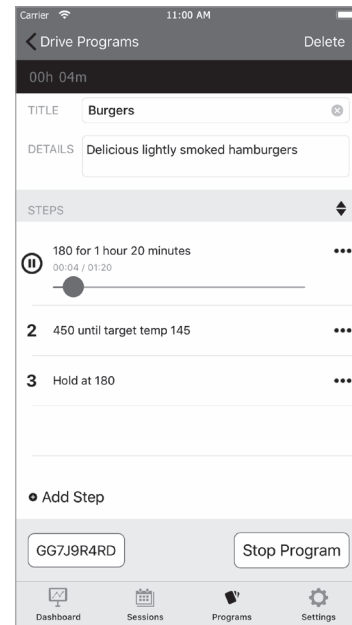 Carrier 11:00 AM
Drive Programs Delete
00h 04m
TITLE Burgers
DETAILS Delicious lightly smoked hamburgers
STEPS
180 for 1 hour 20 minutes
00:04 / 01:20
2 450 until target temp 145
3 Hold at 180
Add Step
GG7J9R4RD Stop Program
Dashboard Sessions Programs Settings